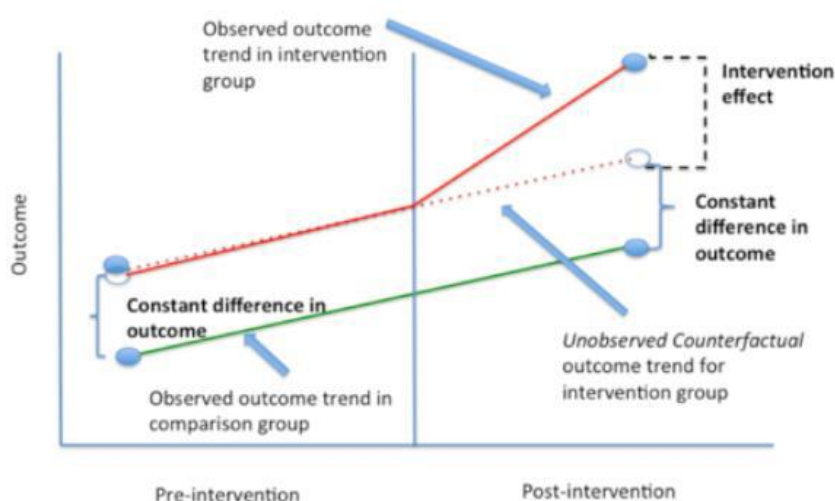 Observed outcome
trend in intervention
group
Intervention
effect
Outcome
Constant
difference in
outcome
Constant difference in
outcome
Unobserved Counterfactual
outcome trend for
intervention group
Observed outcome trend in
comparison group
Pre-intervention
Post-intervention